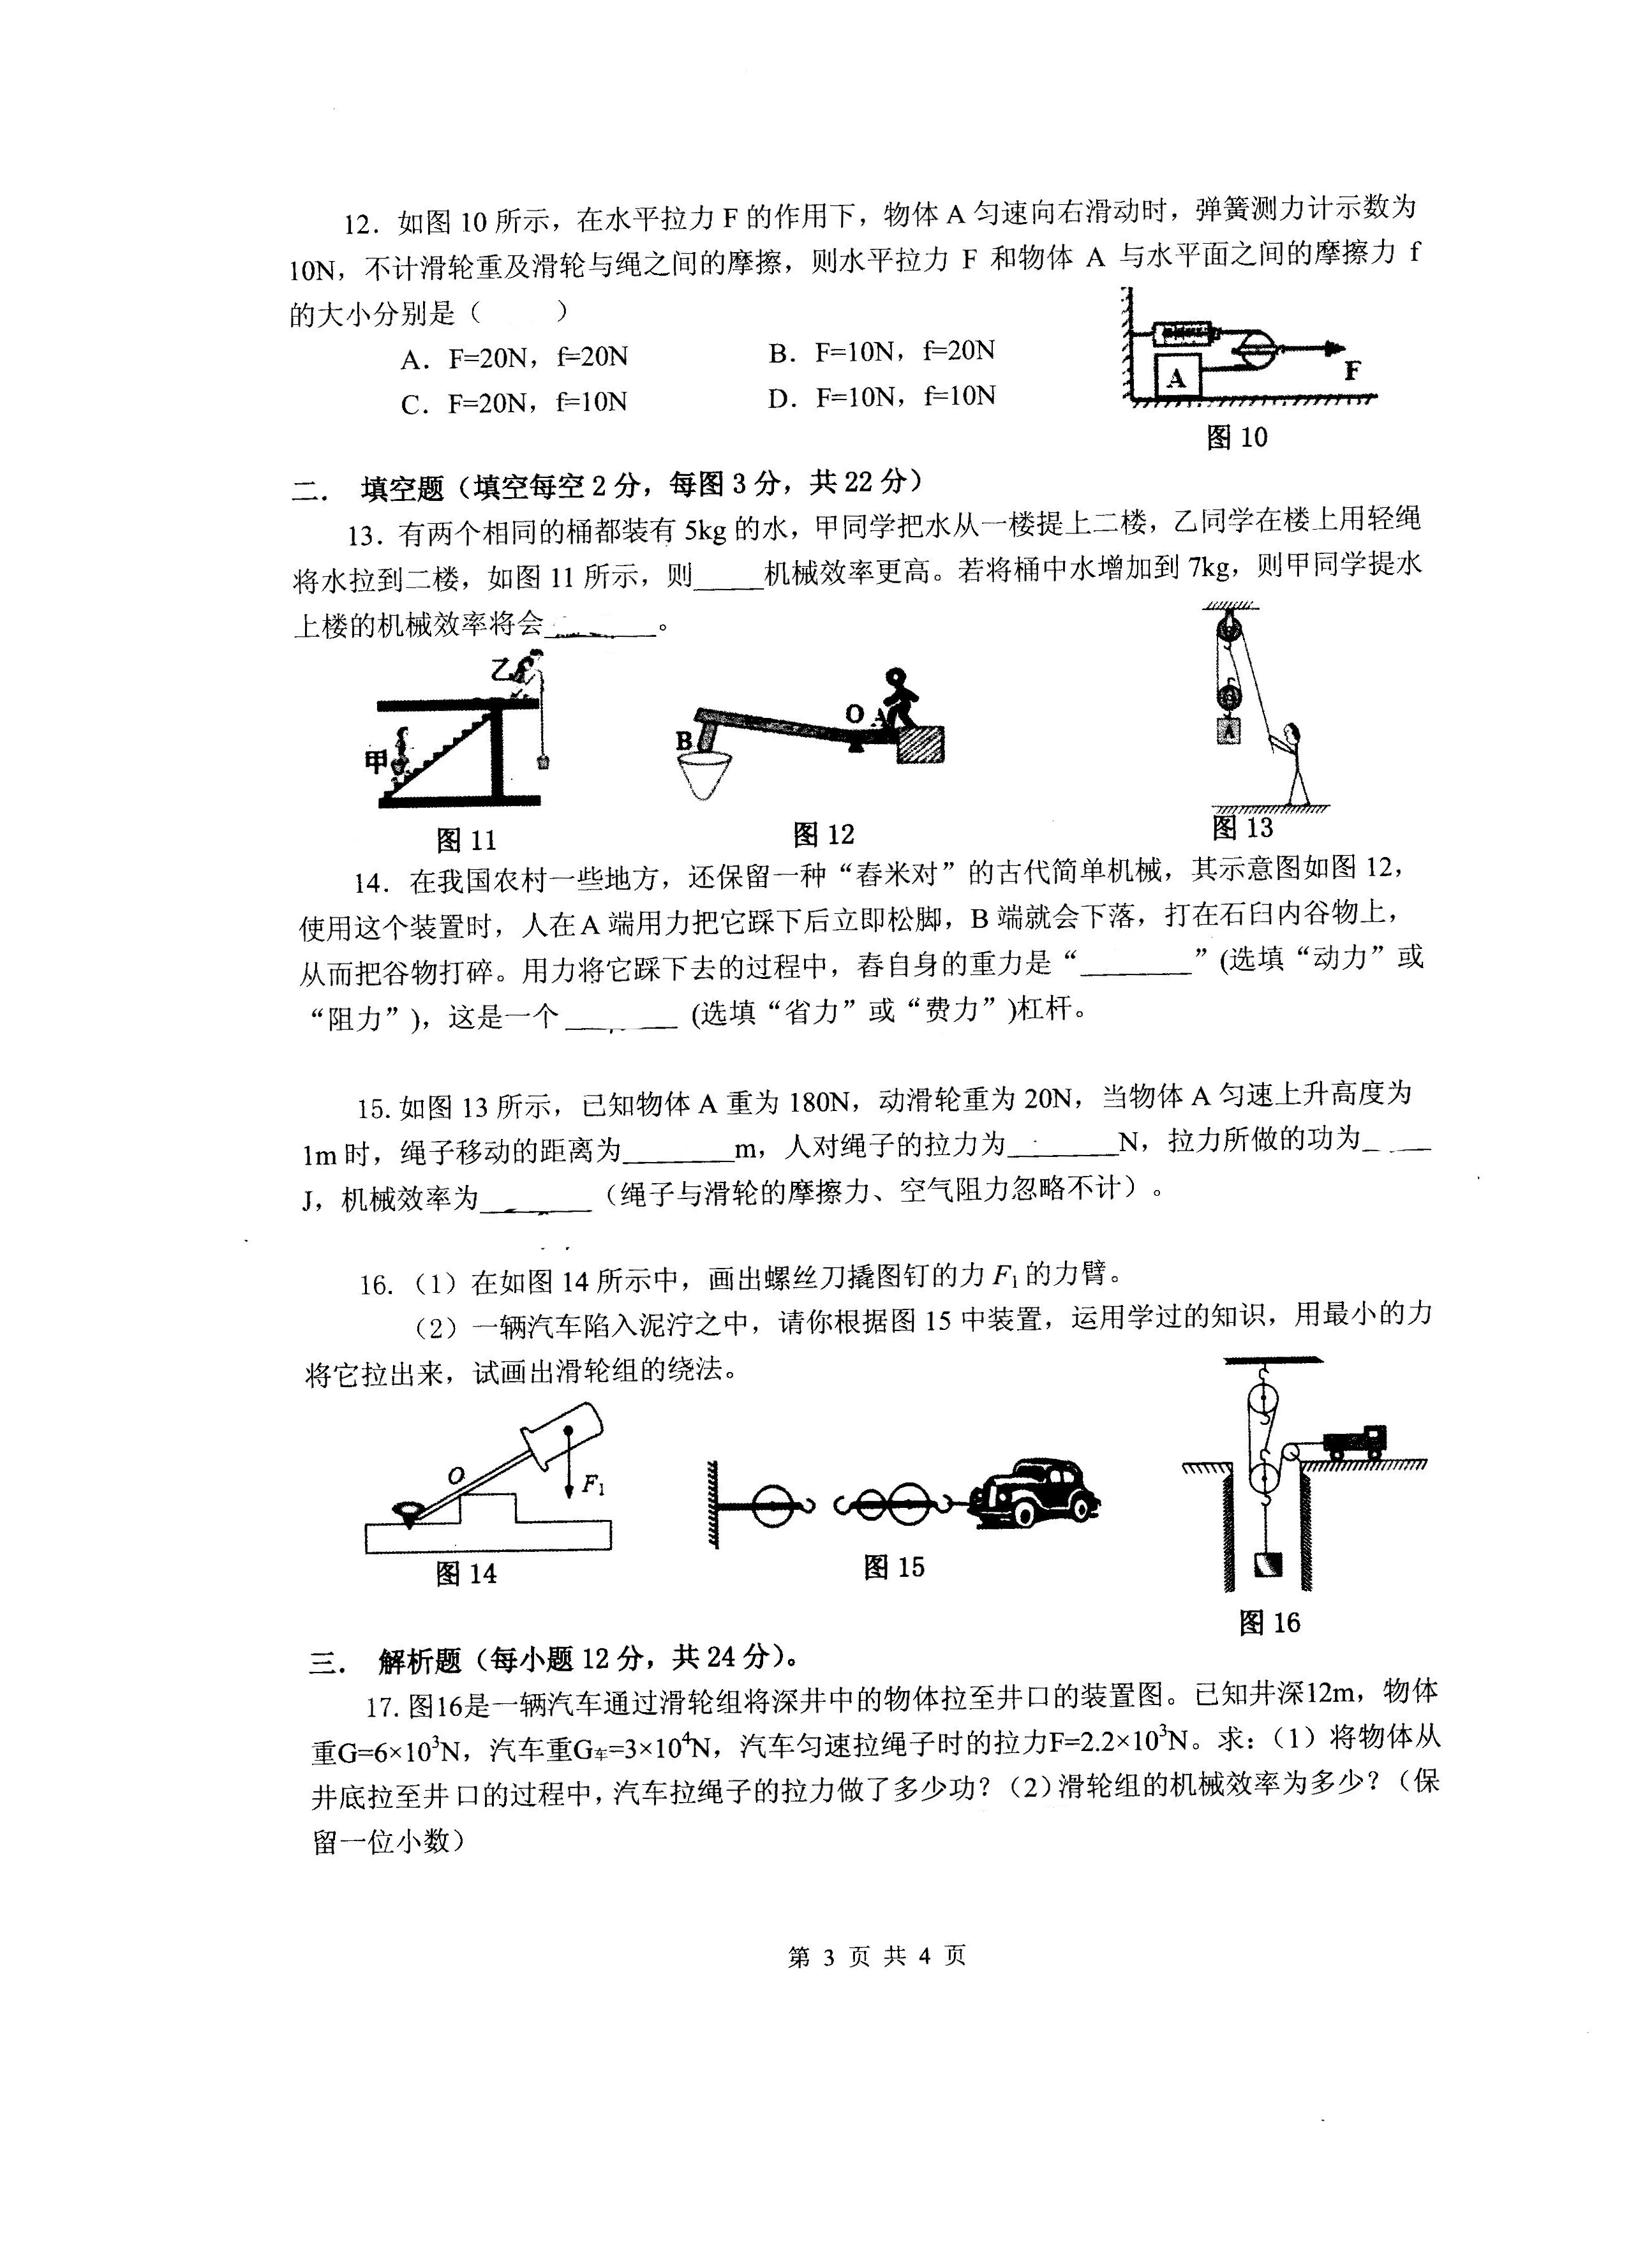 12．如图 10 所示，在水平拉力 F 的作用下，物体 A 匀速向右滑动时，弹簧测力计示数为
10N，不计滑轮重及滑轮与绳之间的摩擦，则水平拉力 F 和物体 A 与水平面之间的摩擦力 f
的大小分别是（　　）
A．F=20N，f=20N　B．F=10N，f=20N
C．F=20N，f=10N　D．F=10N，f=10N
A　F
图 10
二．　填空题（填空每空 2 分，每图 3 分，共 22 分）
13．有两个相同的桶都装有 5kg 的水，甲同学把水从一楼提上二楼，乙同学在楼上用轻绳
将水拉到二楼，如图 11 所示，则_____机械效率更高。若将桶中水增加到 7kg，则甲同学提水
上楼的机械效率将会________。
乙
甲
B　O　A
A
图 11　图 12　图 13
14．在我国农村一些地方，还保留一种“舂米对”的古代简单机械，其示意图如图 12，
使用这个装置时，人在 A 端用力把它踩下后立即松脚，B 端就会下落，打在石臼内谷物上，
从而把谷物打碎。用力将它踩下去的过程中，舂自身的重力是“________”(选填“动力”或
“阻力”)，这是一个 ________ (选填“省力”或“费力”)杠杆。
15.如图 13 所示，已知物体 A 重为 180N，动滑轮重为 20N，当物体 A 匀速上升高度为
1m 时，绳子移动的距离为________m，人对绳子的拉力为________N，拉力所做的功为_____
J，机械效率为________（绳子与滑轮的摩擦力、空气阻力忽略不计）。
16.（1）在如图 14 所示中，画出螺丝刀撬图钉的力 F₁ 的力臂。
（2）一辆汽车陷入泥泞之中，请你根据图 15 中装置，运用学过的知识，用最小的力
将它拉出来，试画出滑轮组的绕法。
O
F₁
图 14　图 15
图 16
三．　解析题（每小题 12 分，共 24 分）。
17.图16是一辆汽车通过滑轮组将深井中的物体拉至井口的装置图。已知井深12m，物体
重G=6×10³N，汽车重G车=3×10⁴N，汽车匀速拉绳子时的拉力F=2.2×10³N。求：（1）将物体从
井底拉至井口的过程中，汽车拉绳子的拉力做了多少功？（2）滑轮组的机械效率为多少？（保
留一位小数）
第 3 页 共 4 页